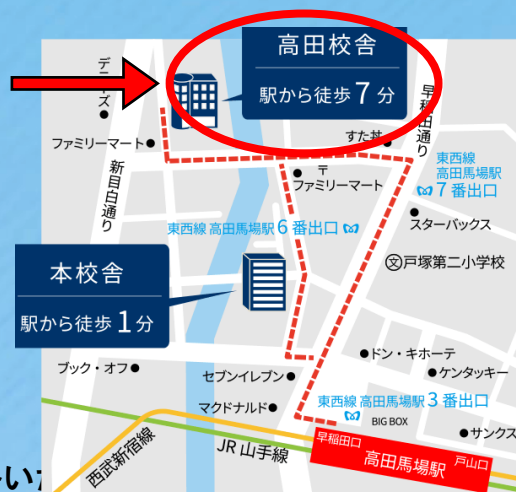 高田校舎
駅から徒歩7分
デニーズ
早稲田通り
ファミリーマート
すた丼
〒
ファミリーマート
東西線
高田馬場駅
7番出口
新目白通り
スターバックス
東西線 高田馬場駅6番出口
文戸塚第二小学校
本校舎
駅から徒歩1分
ドン・キホーテ
ブック・オフ
セブンイレブン
ケンタッキー
マクドナルド
東西線 高田馬場駅3番出口
BIG BOX
サンクス
早稲田口
高田馬場駅
戸山口
JR山手線
西武新宿線